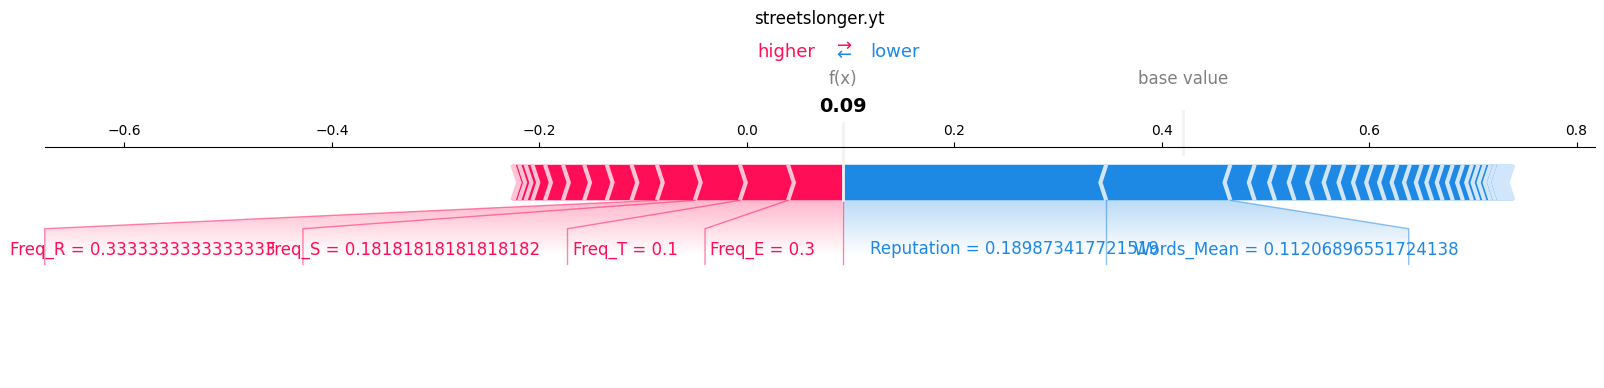 streetslonger.yt
higher → lower
←
f(x) base value
0.09
−0.6 −0.4 −0.2 0.0 0.2 0.4 0.6 0.8
Freq_R = 0.3333333333333333 Freq_S = 0.18181818181818182 Freq_T = 0.1 Freq_E = 0.3 Reputation = 0.189873417721519 Words_Mean = 0.11206896551724138